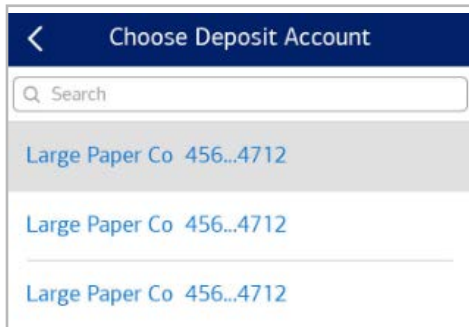 Choose Deposit Account
Search
Large Paper Co 456...4712
Large Paper Co 456...4712
Large Paper Co 456...4712